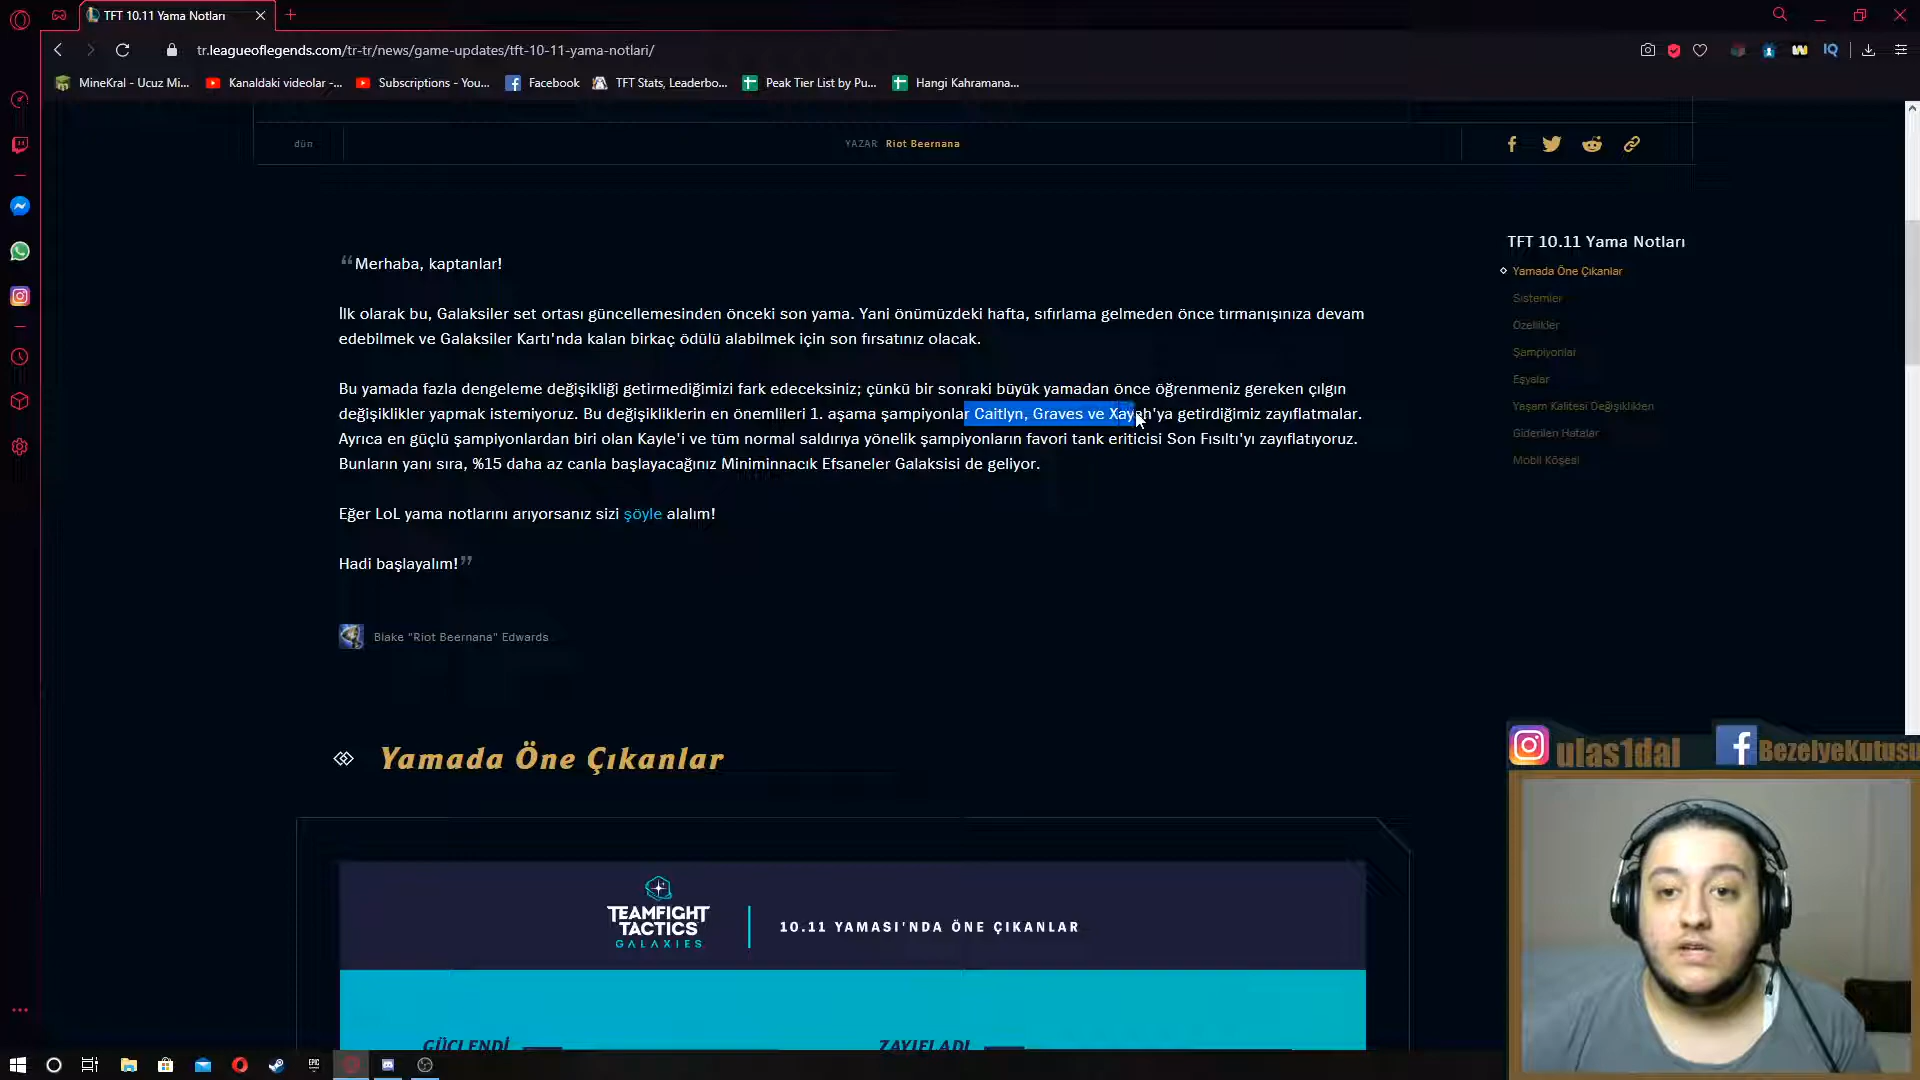 TFT 10.11 Yama Notları
tr.leagueoflegends.com/tr-tr/news/game-updates/tft-10-11-yama-notlari/
MineKral - Ucuz Mi...
Kanaldaki videolar -...
Subscriptions - You...
Facebook
TFT Stats, Leaderbo...
Peak Tier List by Pu...
Hangi Kahramana...
dün
YAZAR Riot Beernana
“Merhaba, kaptanlar!
İlk olarak bu, Galaksiler set ortası güncellemesinden önceki son yama. Yani önümüzdeki hafta, sıfırlama gelmeden önce tırmanışınıza devam
edebilmek ve Galaksiler Kartı'nda kalan birkaç ödülü alabilmek için son fırsatınız olacak.
Bu yamada fazla dengeleme değişikliği getirmediğimizi fark edeceksiniz; çünkü bir sonraki büyük yamadan önce öğrenmeniz gereken çılgın
değişiklikler yapmak istemiyoruz. Bu değişikliklerin en önemlileri 1. aşama şampiyonlar Caitlyn, Graves ve Xayah'ya getirdiğimiz zayıflatmalar.
Ayrıca en güçlü şampiyonlardan biri olan Kayle'i ve tüm normal saldırıya yönelik şampiyonların favori tank eriticisi Son Fısıltı'yı zayıflatıyoruz.
Bunların yanı sıra, %15 daha az canla başlayacağınız Miniminnacık Efsaneler Galaksisi de geliyor.
Eğer LoL yama notlarını arıyorsanız sizi şöyle alalım!
Hadi başlayalım!”
Blake "Riot Beernana" Edwards
TFT 10.11 Yama Notları
Yamada Öne Çıkanlar
Sistemler
Özellikler
Şampiyonlar
Eşyalar
Yaşam Kalitesi Değişiklikleri
Giderilen Hatalar
Mobil Köşesi
Yamada Öne Çıkanlar
TEAMFIGHT
TACTICS
GALAXIES
10.11 YAMASI'NDA ÖNE ÇIKANLAR
GÜÇLENDİ
ZAYIFLADI
ulas1dal
BezelyeKutusu
EPIC
IQ